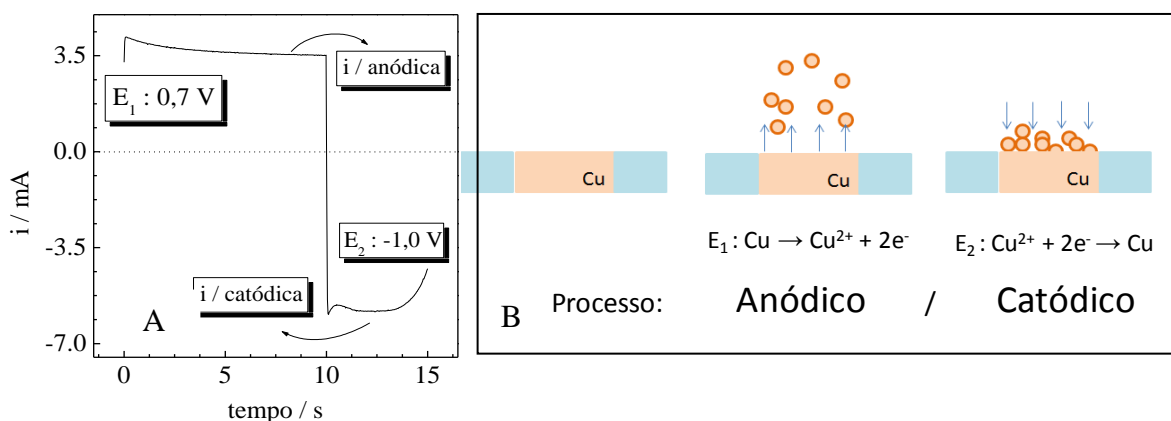 3.5
0.0
-3.5
-7.0
i / mA
E₁ : 0,7 V
i / anódica
E₂ : -1,0 V
i / catódica
A
0
5
10
15
tempo / s
Cu
Cu
Cu
E₁ : Cu → Cu²⁺ + 2e⁻
E₂ : Cu²⁺ + 2e⁻ → Cu
B
Processo: Anódico / Catódico